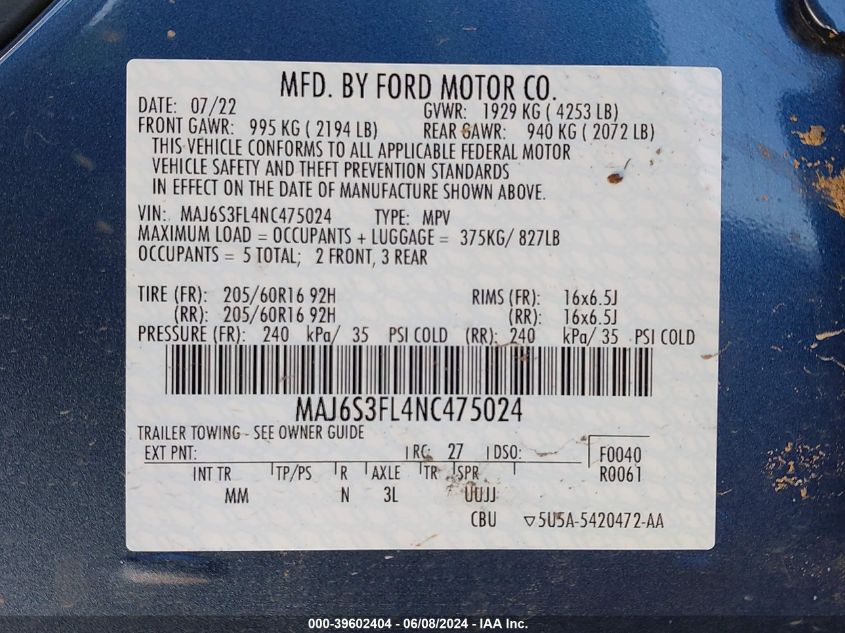 MFD. BY FORD MOTOR CO.
DATE: 07/22 GVWR: 1929 KG ( 4253 LB)
FRONT GAWR: 995 KG ( 2194 LB) REAR GAWR: 940 KG ( 2072 LB)
THIS VEHICLE CONFORMS TO ALL APPLICABLE FEDERAL MOTOR
VEHICLE SAFETY AND THEFT PREVENTION STANDARDS
IN EFFECT ON THE DATE OF MANUFACTURE SHOWN ABOVE.
VIN: MAJ6S3FL4NC475024 TYPE: MPV
MAXIMUM LOAD = OCCUPANTS + LUGGAGE = 375KG/ 827LB
OCCUPANTS = 5 TOTAL; 2 FRONT, 3 REAR
TIRE (FR): 205/60R16 92H RIMS (FR): 16x6.5J
(RR): 205/60R16 92H (RR): 16x6.5J
PRESSURE (FR): 240 kPa/ 35 PSI COLD (RR): 240 kPa/ 35 PSI COLD
MAJ6S3FL4NC475024
TRAILER TOWING - SEE OWNER GUIDE
EXT PNT: RC: 27 DSO: F0040
INT TR TP/PS R AXLE TR SPR R0061
MM N 3L UUJJ
CBU ▽5U5A-5420472-AA
000-39602404 - 06/08/2024 - IAA Inc.